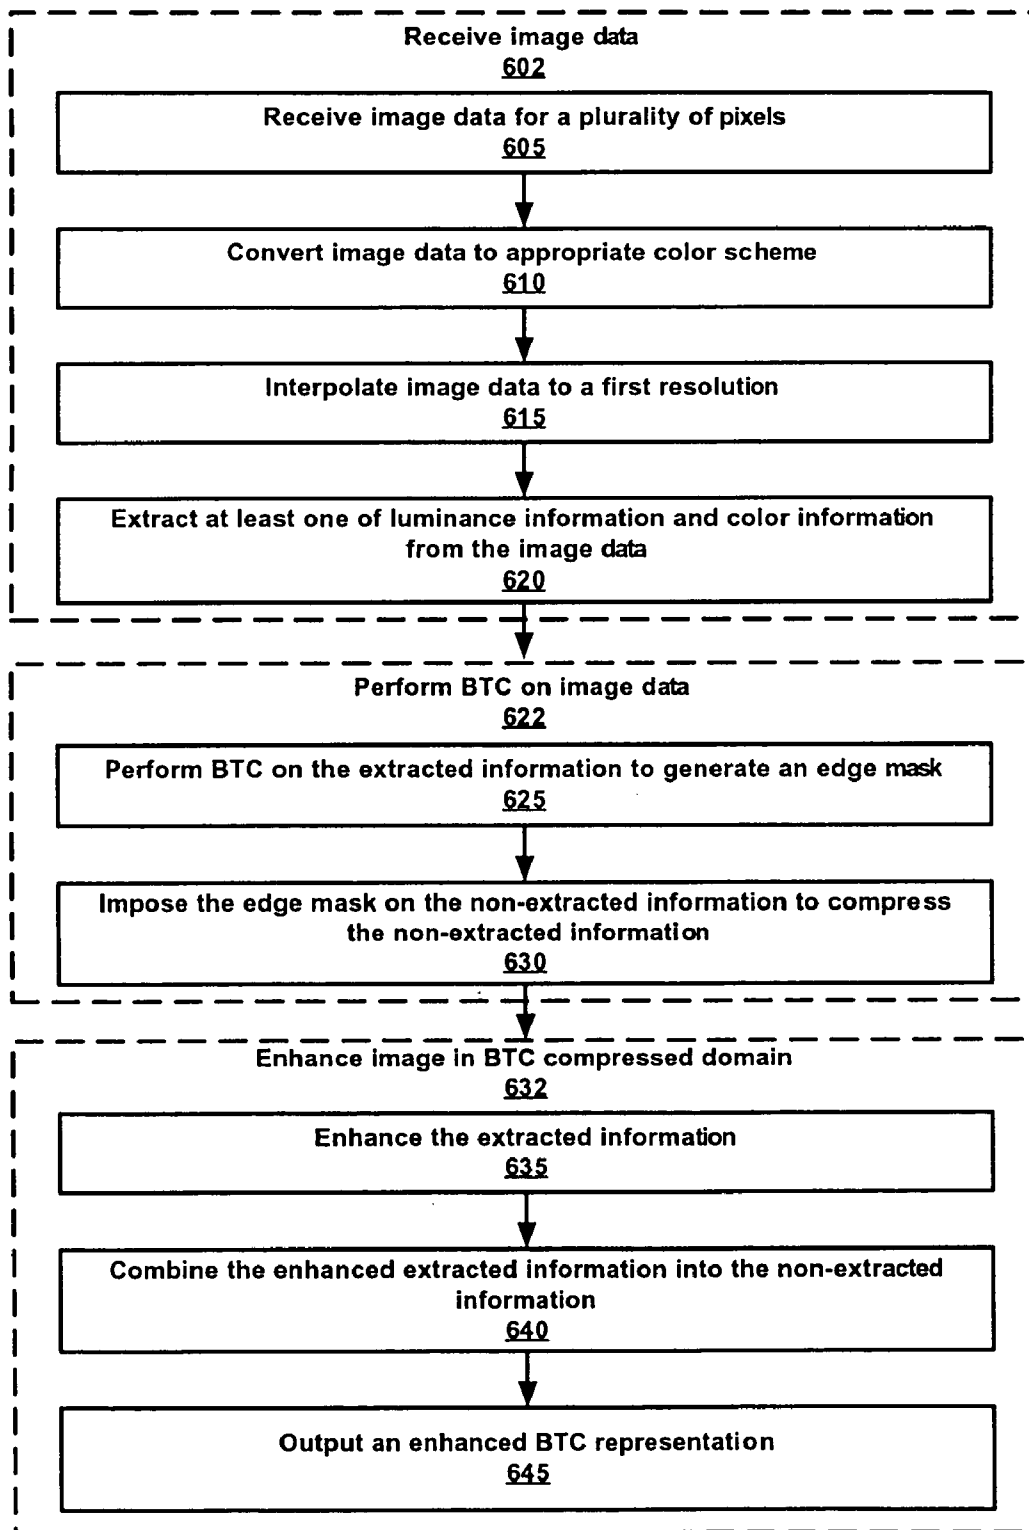 Receive image data
602
Receive image data for a plurality of pixels
605
Convert image data to appropriate color scheme
610
Interpolate image data to a first resolution
615
Extract at least one of luminance information and color information
from the image data
620
Perform BTC on image data
622
Perform BTC on the extracted information to generate an edge mask
625
Impose the edge mask on the non-extracted information to compress
the non-extracted information
630
Enhance image in BTC compressed domain
632
Enhance the extracted information
635
Combine the enhanced extracted information into the non-extracted
information
640
Output an enhanced BTC representation
645